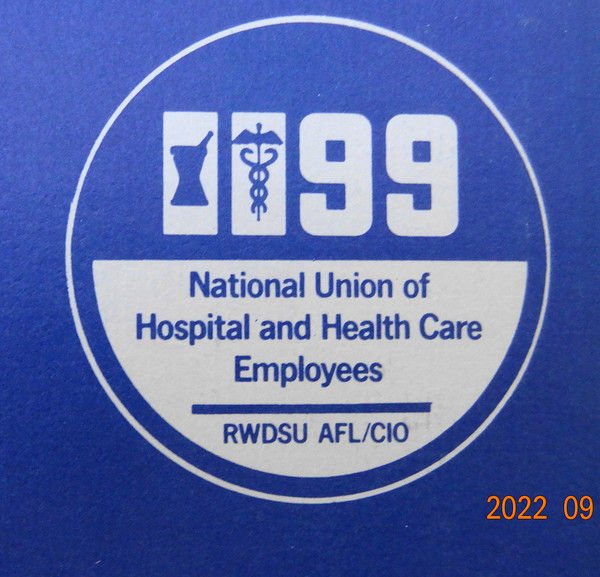 1199
National Union of
Hospital and Health Care
Employees
RWDSU AFL/CIO
2022 09